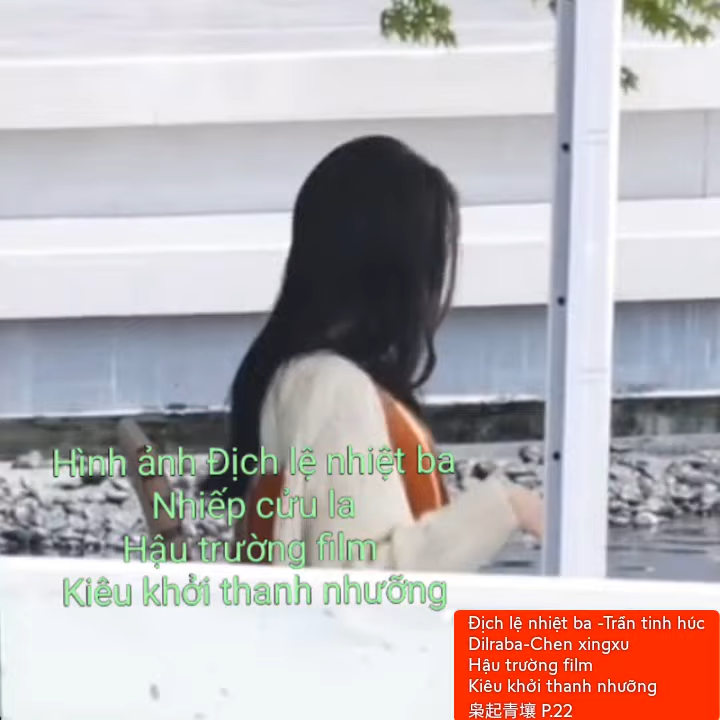 Hình ảnh Địch lệ nhiệt ba
Nhiếp cửu la
Hậu trường film
Kiêu khởi thanh nhưỡng
Địch lệ nhiệt ba -Trần tinh húc
Dilraba-Chen xingxu
Hậu trường film
Kiêu khởi thanh nhưỡng
枭起青壤 P.22